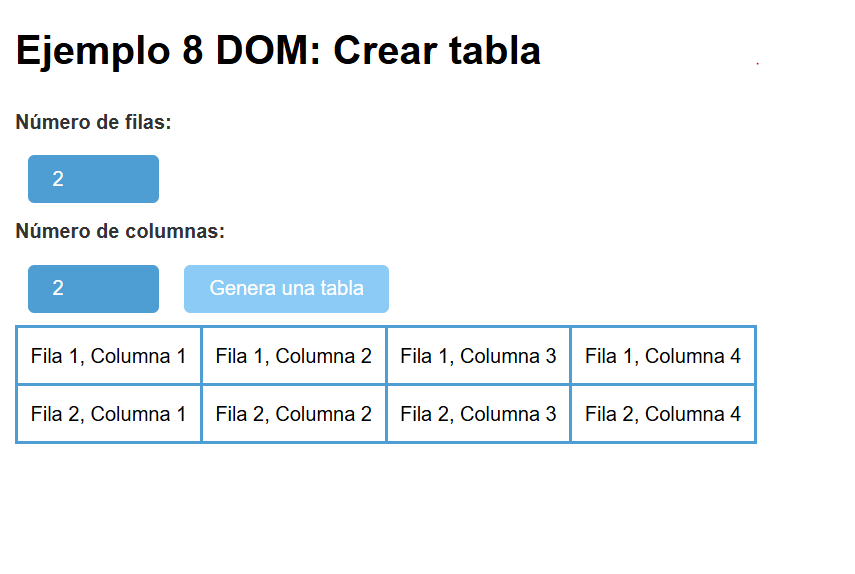 Ejemplo 8 DOM: Crear tabla
Número de filas:
2
Número de columnas:
2 Genera una tabla
Fila 1, Columna 1 Fila 1, Columna 2 Fila 1, Columna 3 Fila 1, Columna 4
Fila 2, Columna 1 Fila 2, Columna 2 Fila 2, Columna 3 Fila 2, Columna 4